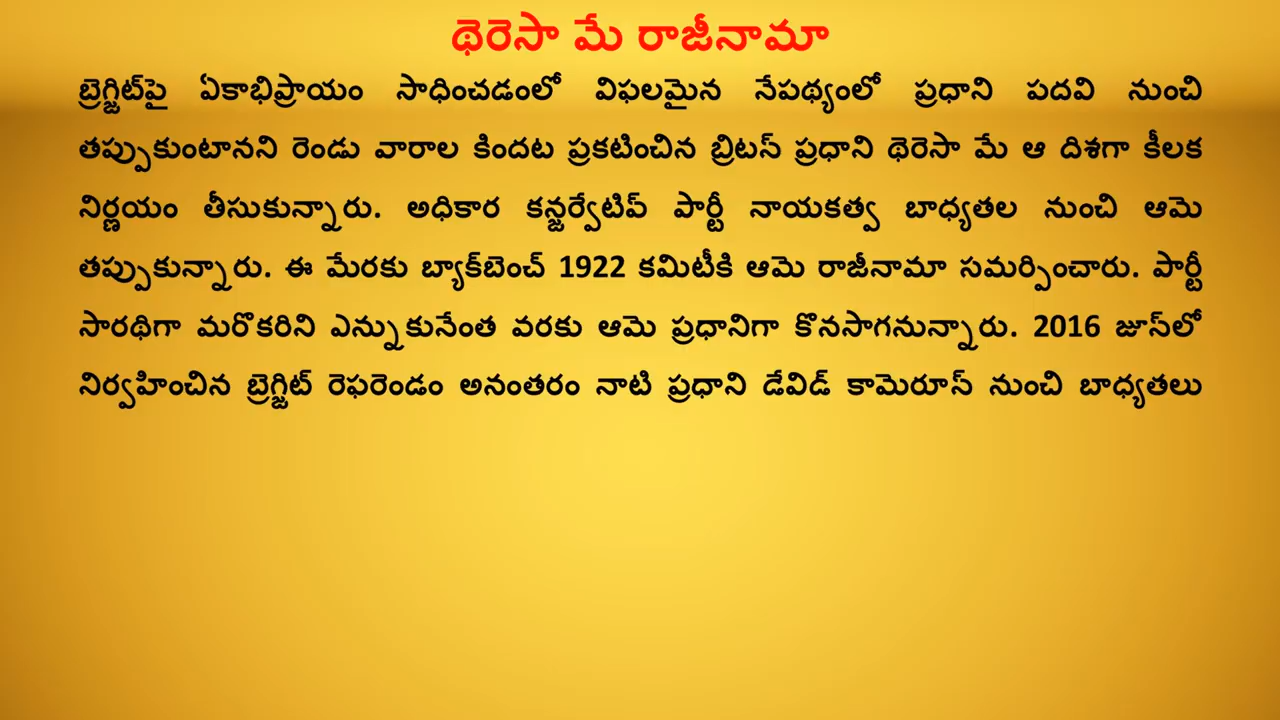 థెరెసా మే రాజీనామా
బ్రెగ్జిట్‌పై ఏకాభిప్రాయం సాధించడంలో విఫలమైన నేపథ్యంలో ప్రధాని పదవి నుంచి
తప్పుకుంటానని రెండు వారాల కిందట ప్రకటించిన బ్రిటన్ ప్రధాని థెరెసా మే ఆ దిశగా కీలక
నిర్ణయం తీసుకున్నారు. అధికార కన్జర్వేటివ్ పార్టీ నాయకత్వ బాధ్యతల నుంచి ఆమె
తప్పుకున్నారు. ఈ మేరకు బ్యాక్‌బెంచ్ 1922 కమిటీకి ఆమె రాజీనామా సమర్పించారు. పార్టీ
సారథిగా మరొకరిని ఎన్నుకునేంత వరకు ఆమె ప్రధానిగా కొనసాగనున్నారు. 2016 జూన్‌లో
నిర్వహించిన బ్రెగ్జిట్ రెఫరెండం అనంతరం నాటి ప్రధాని డేవిడ్ కామెరూన్ నుంచి బాధ్యతలు